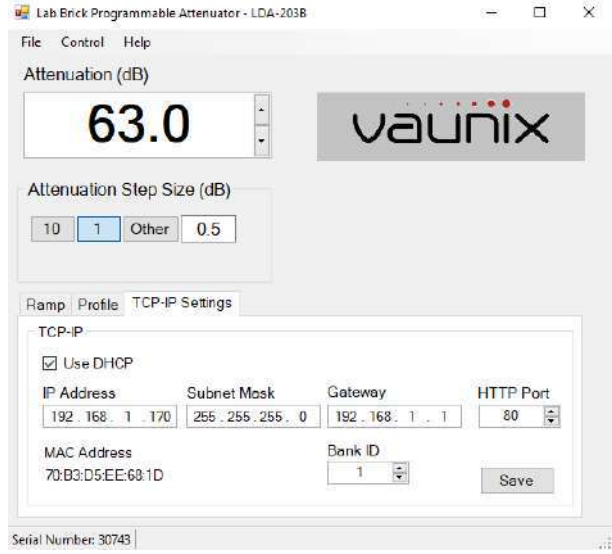 Lab Brick Programmable Attenuator - LDA-203B
File Control Help
Attenuation (dB)
63.0
vaunix
Attenuation Step Size (dB)
10 1 Other 0.5
Ramp Profile TCP-IP Settings
TCP-IP
Use DHCP
IP Address Subnet Mask Gateway HTTP Port
192 . 168 . 1 . 170 255 . 255 . 255 . 0 192 . 168 . 1 . 1 80
MAC Address Bank ID
70:B3:D5:EE:68:1D 1
Save
Serial Number: 30743